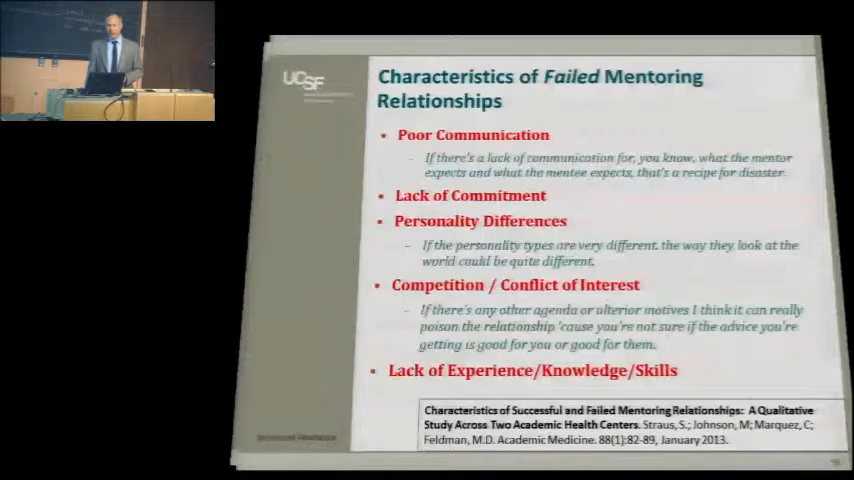 UCSF
Characteristics of Failed Mentoring
Relationships
• Poor Communication
– If there's a lack of communication for, you know, what the mentor
expects and what the mentee expects, that's a recipe for disaster.
• Lack of Commitment
• Personality Differences
– If the personality types are very different, the way they look at the
world could be quite different.
• Competition / Conflict of Interest
– If there's any other agenda or ulterior motives I think it can really
poison the relationship 'cause you're not sure if the advice you're
getting is good for you or good for them.
• Lack of Experience/Knowledge/Skills
Characteristics of Successful and Failed Mentoring Relationships: A Qualitative
Study Across Two Academic Health Centers. Straus, S.; Johnson, M; Marquez, C;
Feldman, M.D. Academic Medicine. 88(1):82-89, January 2013.